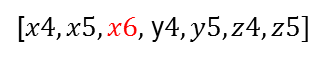 [x4, x5, x6, y4, y5, z4, z5]